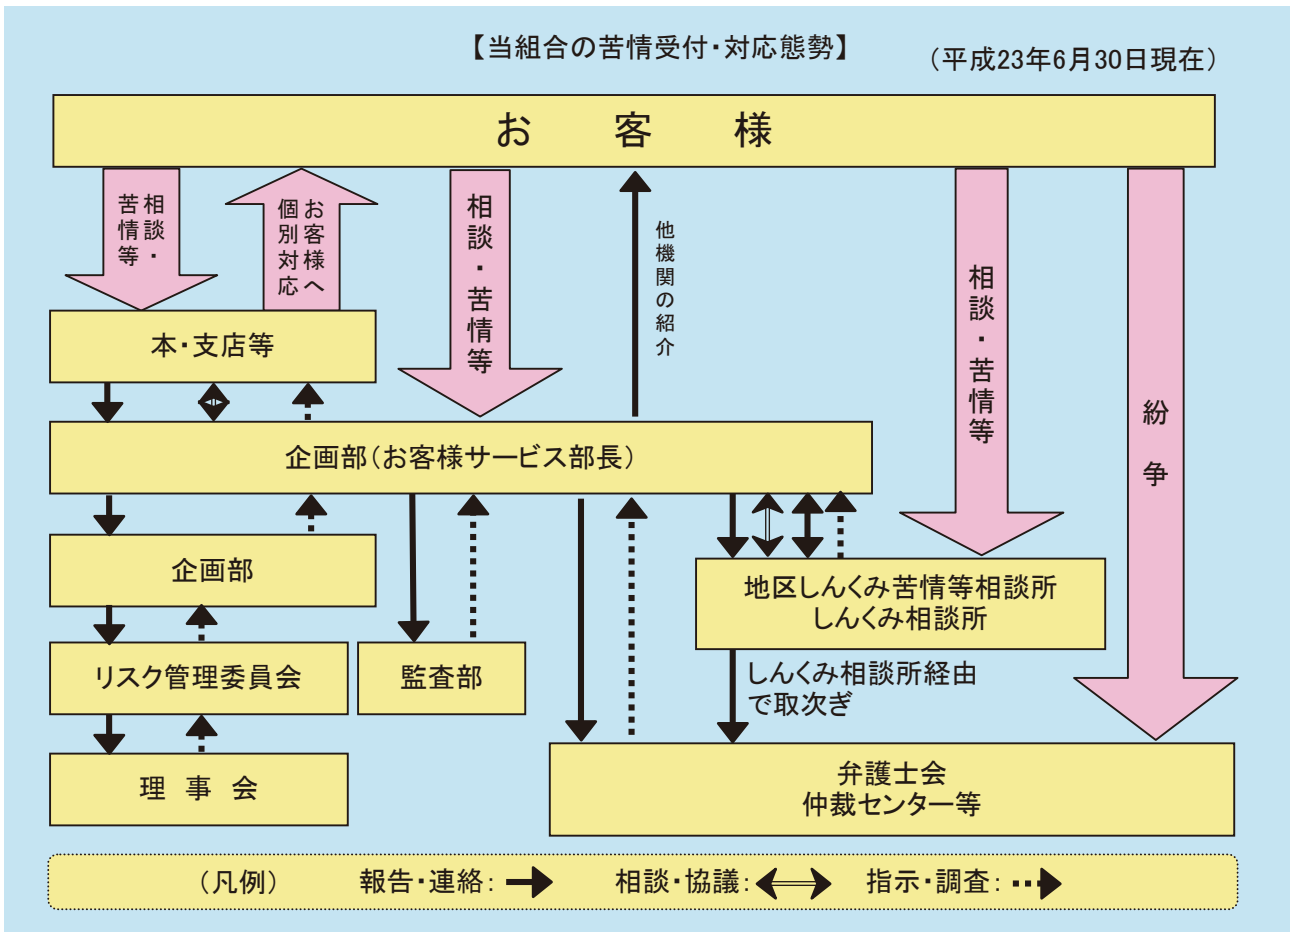 【当組合の苦情受付・対応態勢】
（平成23年6月30日現在）
お客様
相談・
苦情等
お客様へ
個別対応
相談・苦情等
他機関の紹介
相談・苦情等
紛争
本・支店等
企画部（お客様サービス部長）
企画部
地区しんくみ苦情等相談所
しんくみ相談所
リスク管理委員会
監査部
しんくみ相談所経由
で取次ぎ
理事会
弁護士会
仲裁センター等
（凡例） 報告・連絡： 相談・協議： 指示・調査：